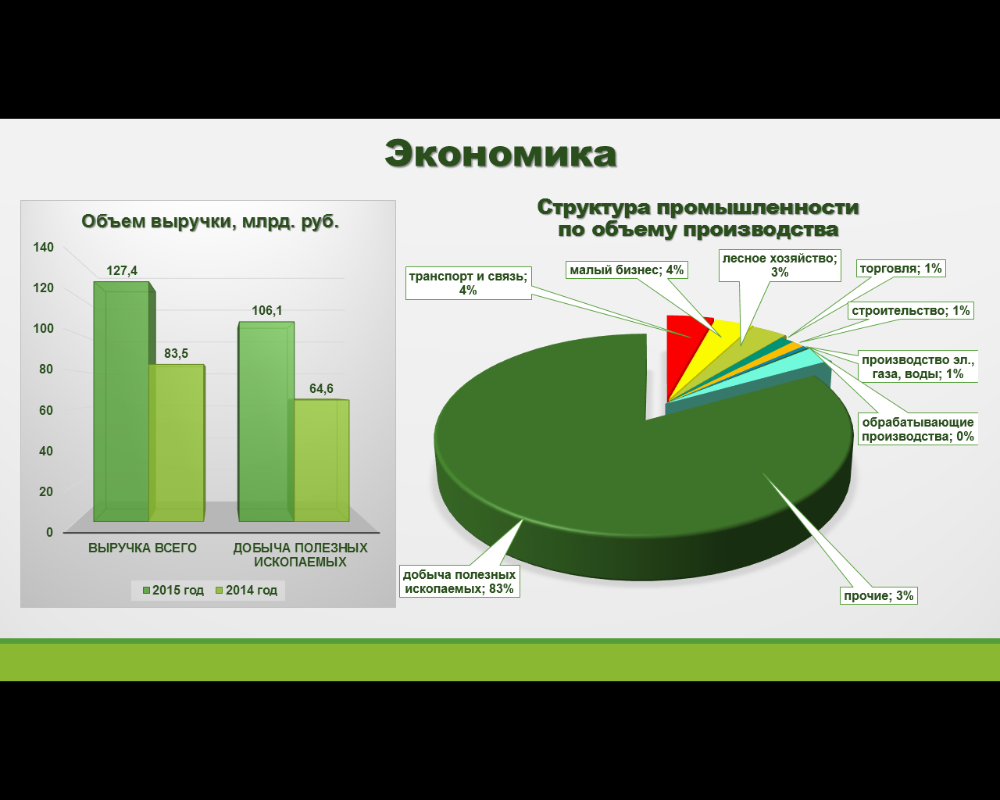 Экономика
Объем выручки, млрд. руб.
140
120
100
80
60
40
20
0
127,4
83,5
106,1
64,6
ВЫРУЧКА ВСЕГО
ДОБЫЧА ПОЛЕЗНЫХ
ИСКОПАЕМЫХ
2015 год
2014 год
Структура промышленности
по объему производства
транспорт и связь;
4%
малый бизнес; 4%
лесное хозяйство;
3%
торговля; 1%
строительство; 1%
производство эл.,
газа, воды; 1%
обрабатывающие
производства; 0%
добыча полезных
ископаемых; 83%
прочие; 3%